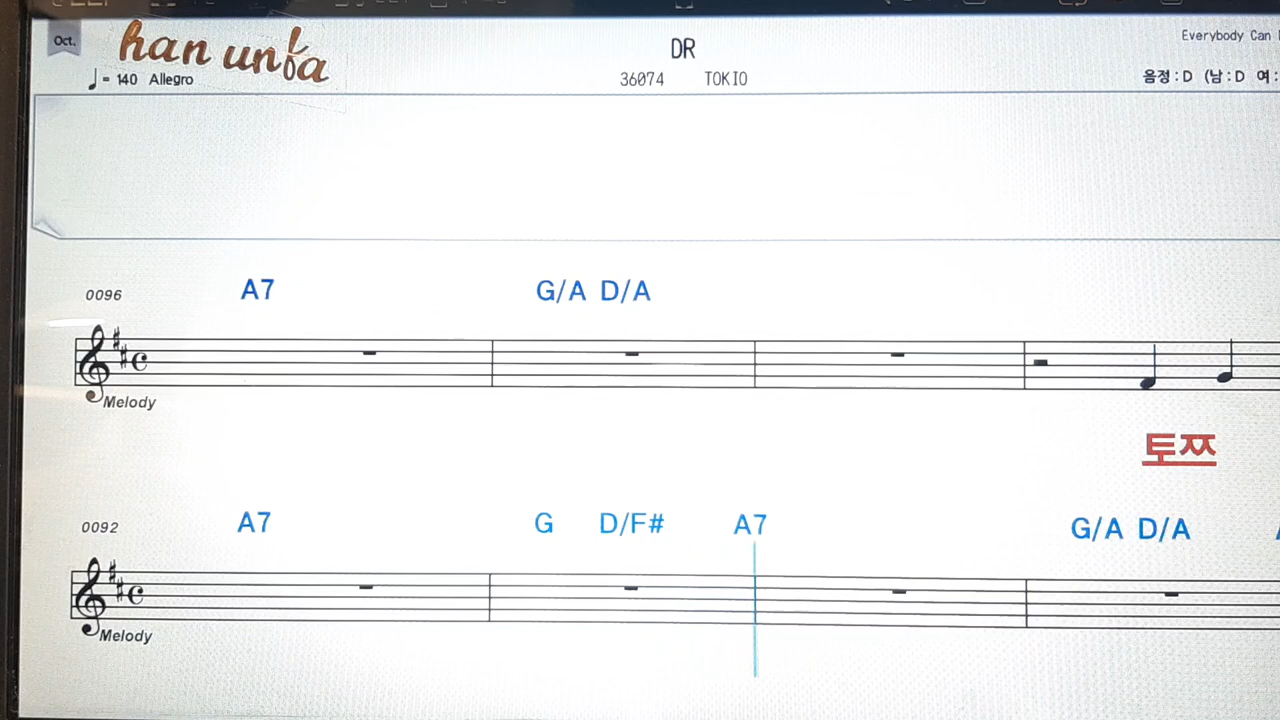 Oct.
han unba
Everybody Can
DR
♩= 140 Allegro
36074 TOKIO
음정:D (남:D 여:
0096
A7 G/A D/A
Melody
토쯔
0092
A7 G D/F# A7 G/A D/A
Melody